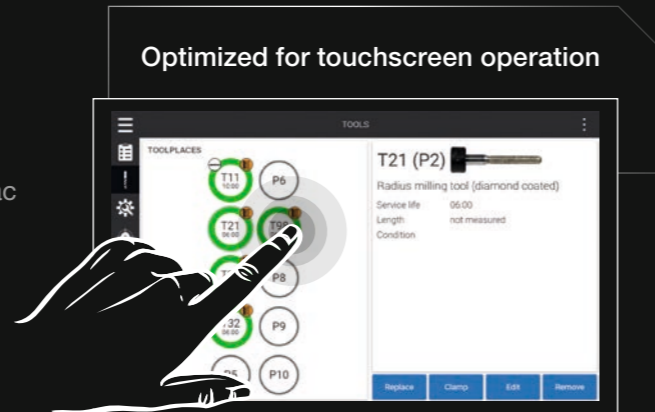 Optimized for touchscreen operation
TOOLS
TOOLPLACES
T11
10:00
P6
T21
06:00
P8
06:00
P9
P10
T21 (P2)
Radius milling tool (diamond coated)
Service life 06:00
Length not measured
Condition
Replace Clamp Edit Remove